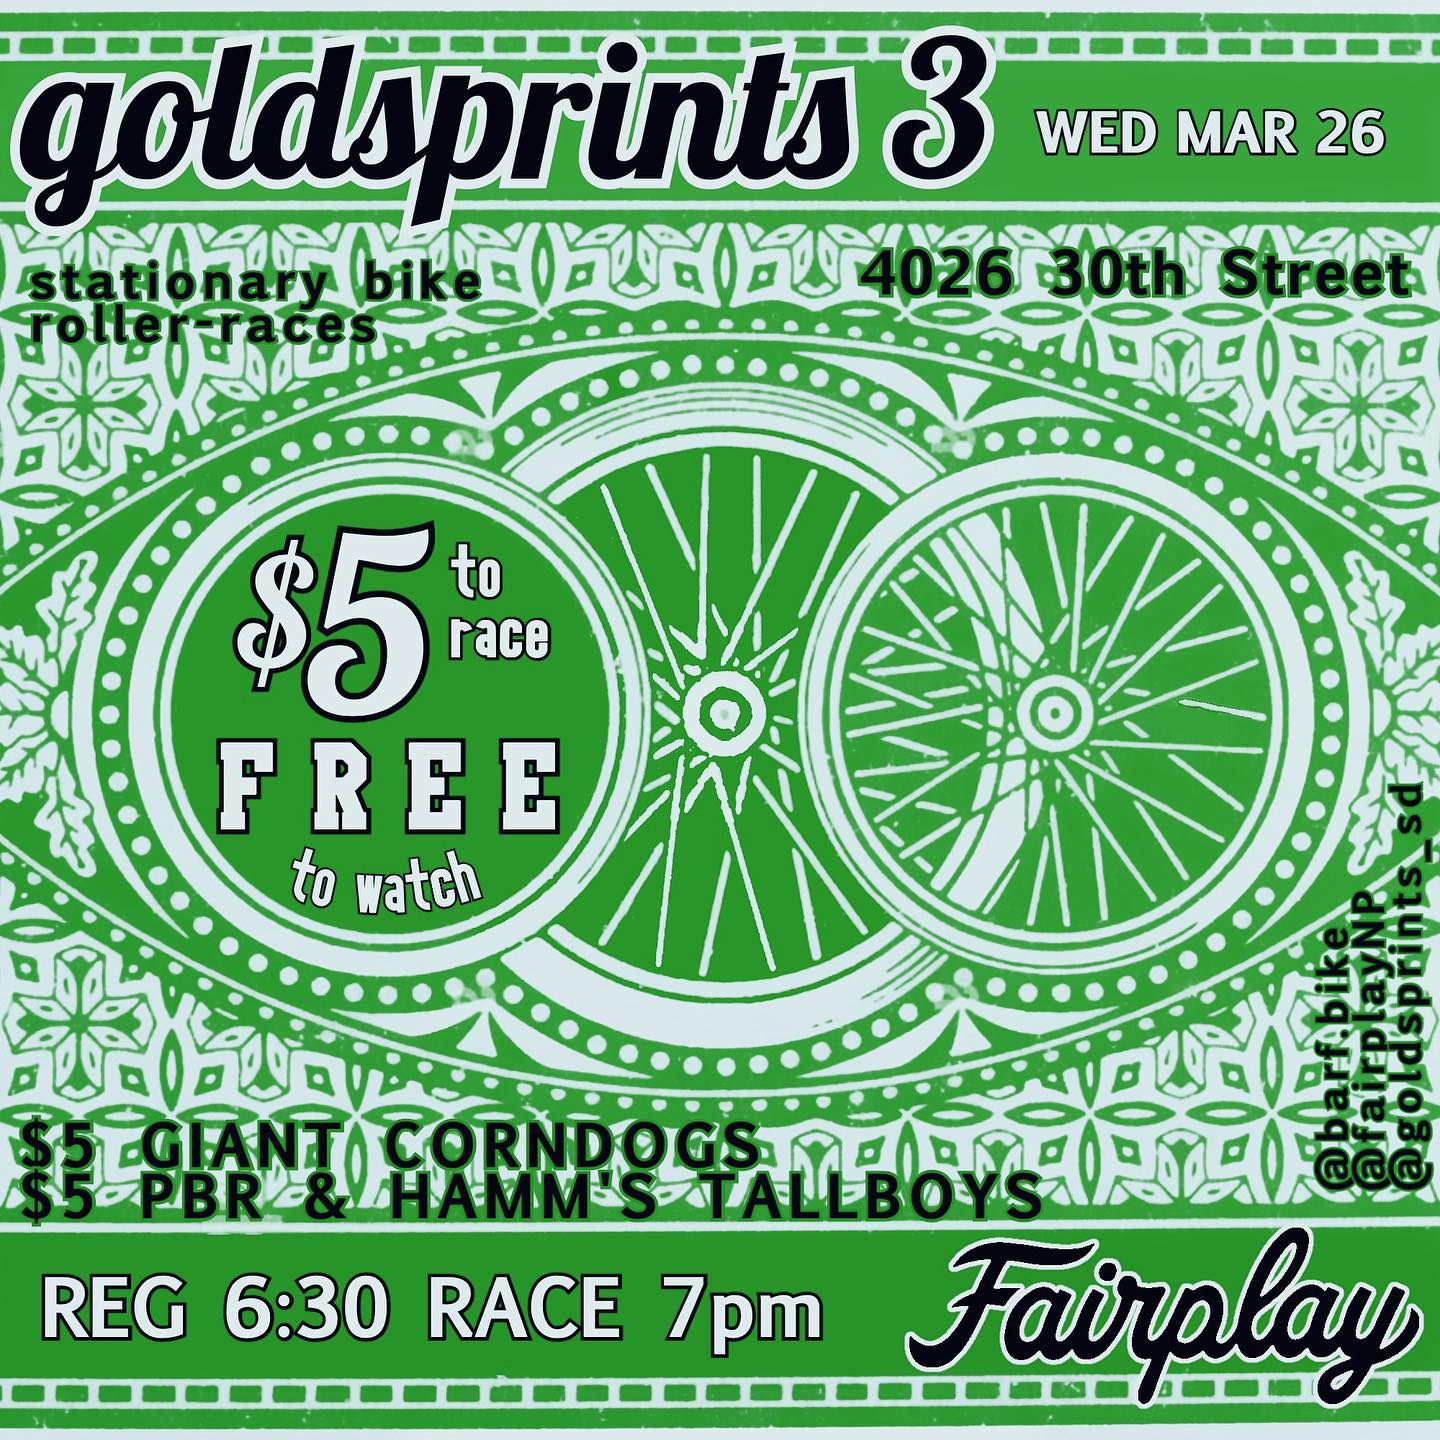 goldsprints 3
WED MAR 26
stationary bike
roller-races
4026 30th Street
$5 to
race
FREE
to watch
@barf.bike
@fairplayNP
@goldsprints_sd
$5 GIANT CORNDOGS
$5 PBR & HAMM'S TALLBOYS
REG 6:30 RACE 7pm
Fairplay